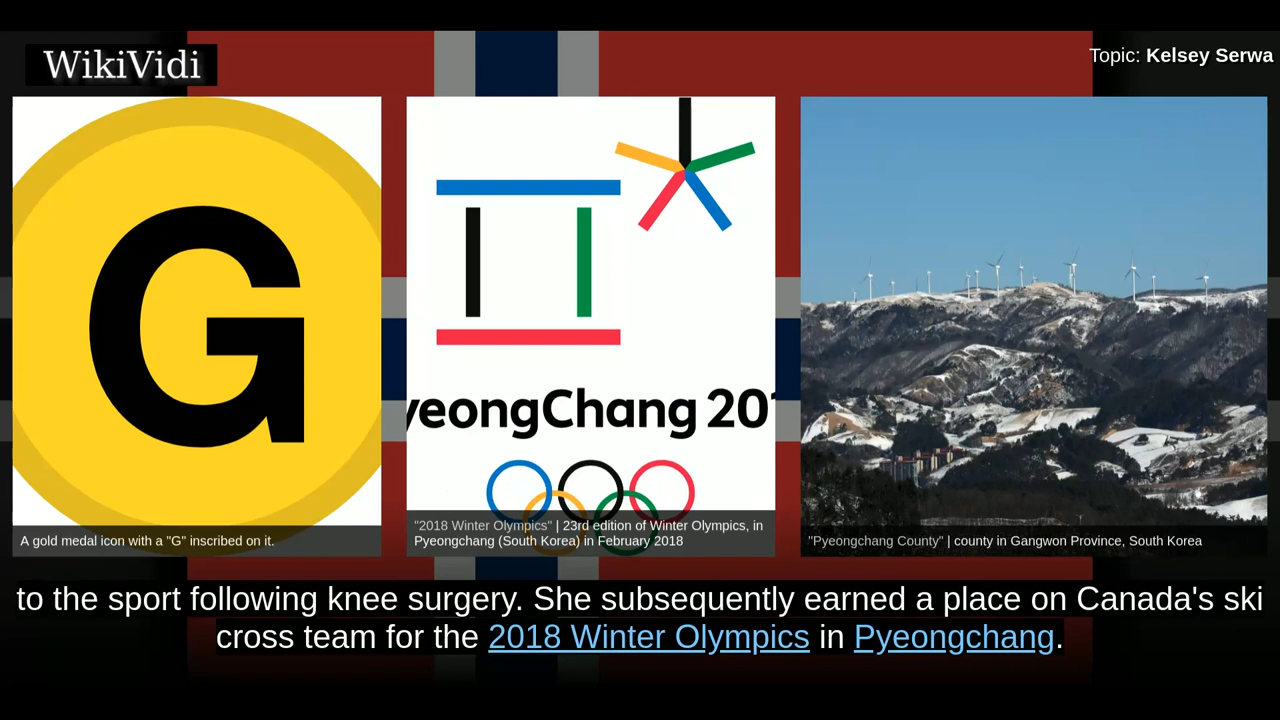 WikiVidi
Topic: Kelsey Serwa
G
yeongChang 201
A gold medal icon with a "G" inscribed on it.
"2018 Winter Olympics" | 23rd edition of Winter Olympics, in
Pyeongchang (South Korea) in February 2018
"Pyeongchang County" | county in Gangwon Province, South Korea
to the sport following knee surgery. She subsequently earned a place on Canada's ski
cross team for the 2018 Winter Olympics in Pyeongchang.